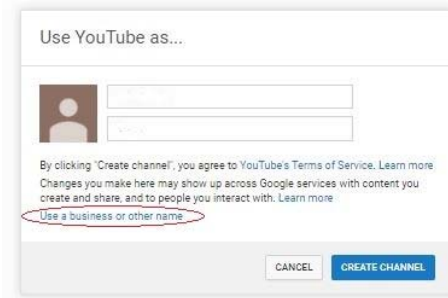 Use YouTube as...
By clicking "Create channel", you agree to YouTube's Terms of Service. Learn more
Changes you make here may show up across Google services with content you
create and share, and to people you interact with. Learn more
Use a business or other name
CANCEL
CREATE CHANNEL